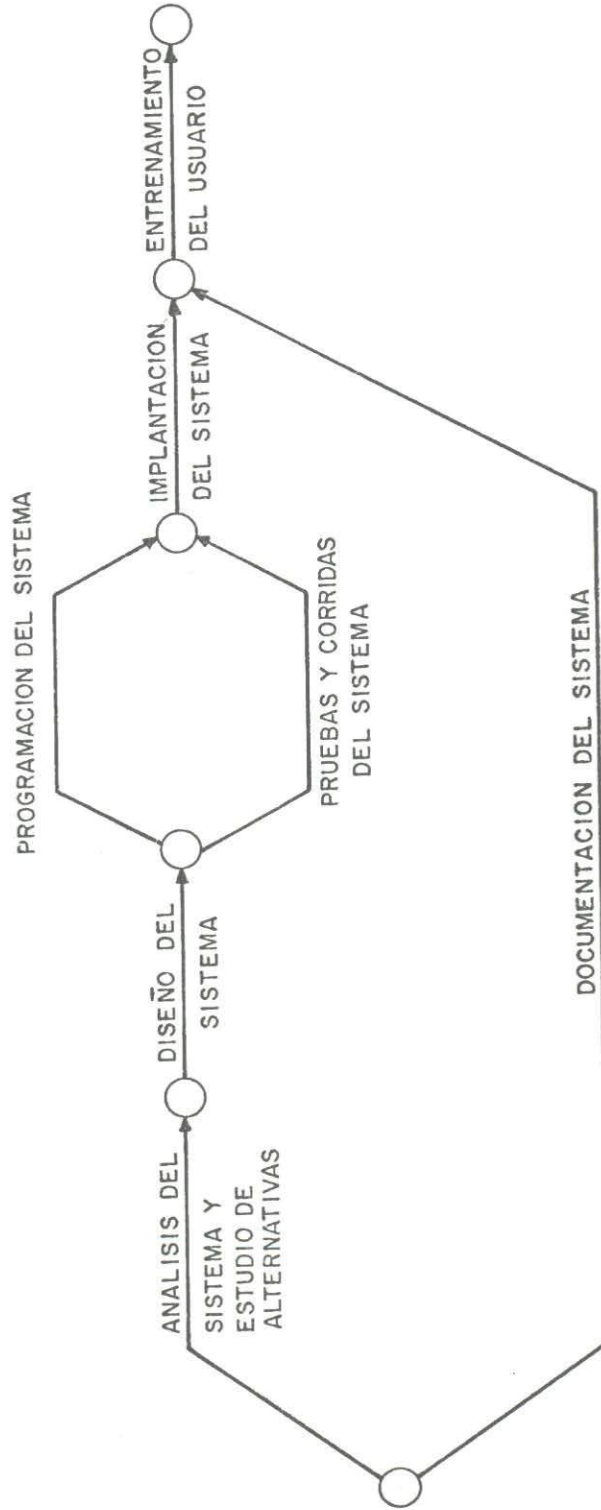 PROGRAMACION DEL SISTEMA
ANALISIS DEL
SISTEMA Y
ESTUDIO DE
ALTERNATIVAS
DISEÑO DEL
SISTEMA
PRUEBAS Y CORRIDAS
DEL SISTEMA
IMPLANTACION
DEL SISTEMA
ENTRENAMIENTO
DEL USUARIO
DOCUMENTACION DEL SISTEMA